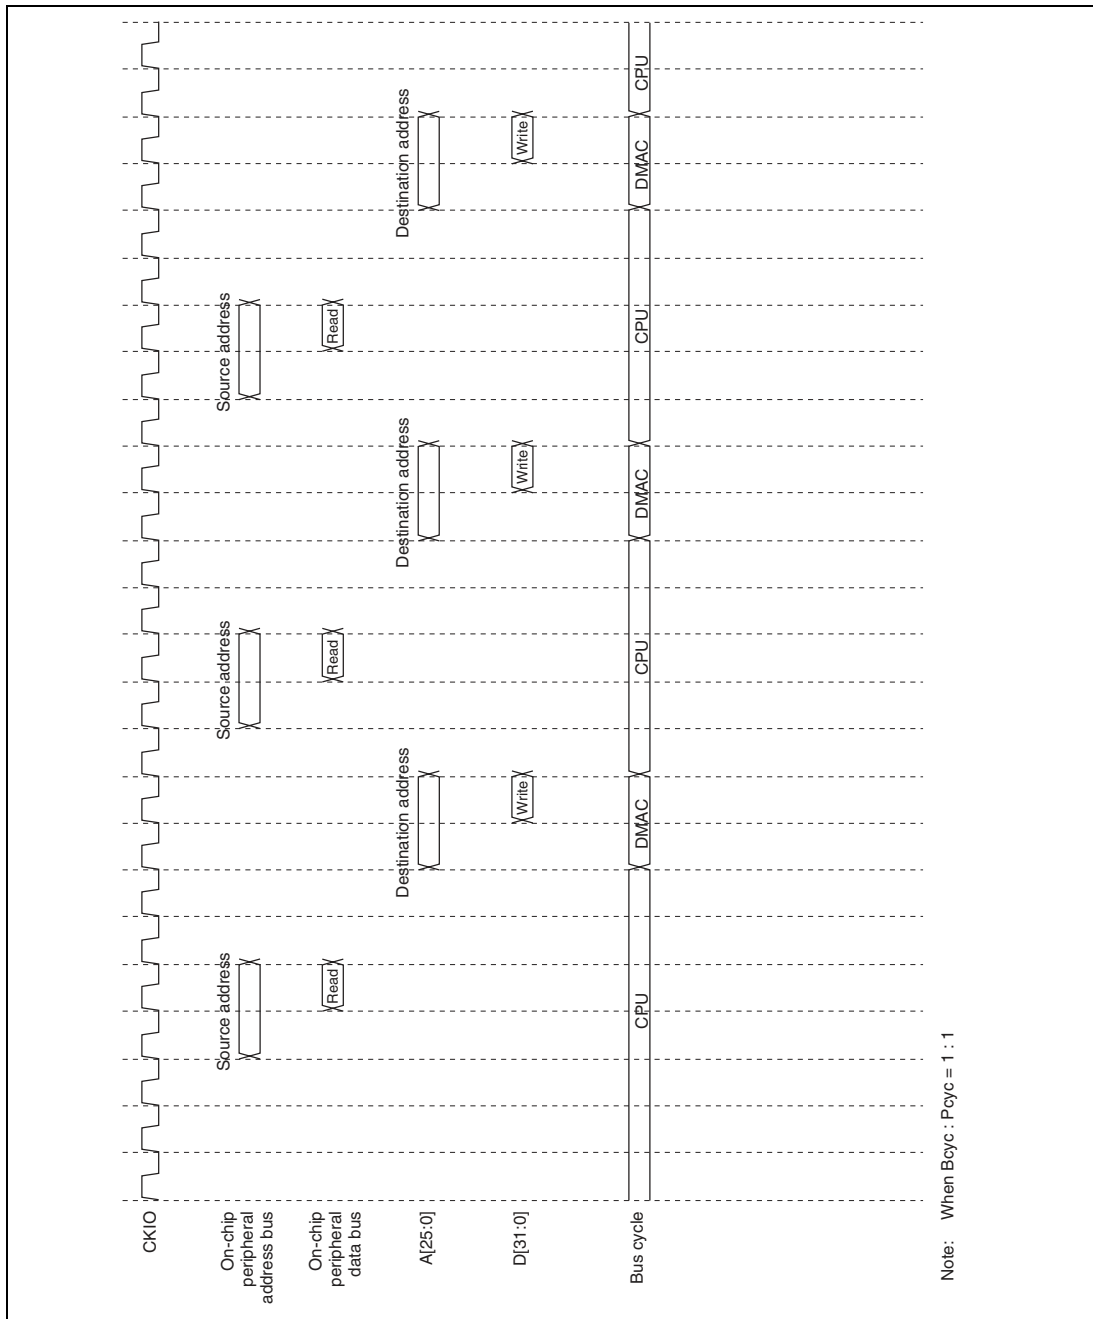 CKIO
On-chip
peripheral
address bus
Source address
Source address
Source address
On-chip
peripheral
data bus
Read
Read
Read
A[25:0]
Destination address
Destination address
Destination address
D[31:0]
Write
Write
Write
Bus cycle
CPU
DMAC
CPU
DMAC
CPU
DMAC
CPU
Note: When Bcyc : Pcyc = 1 : 1